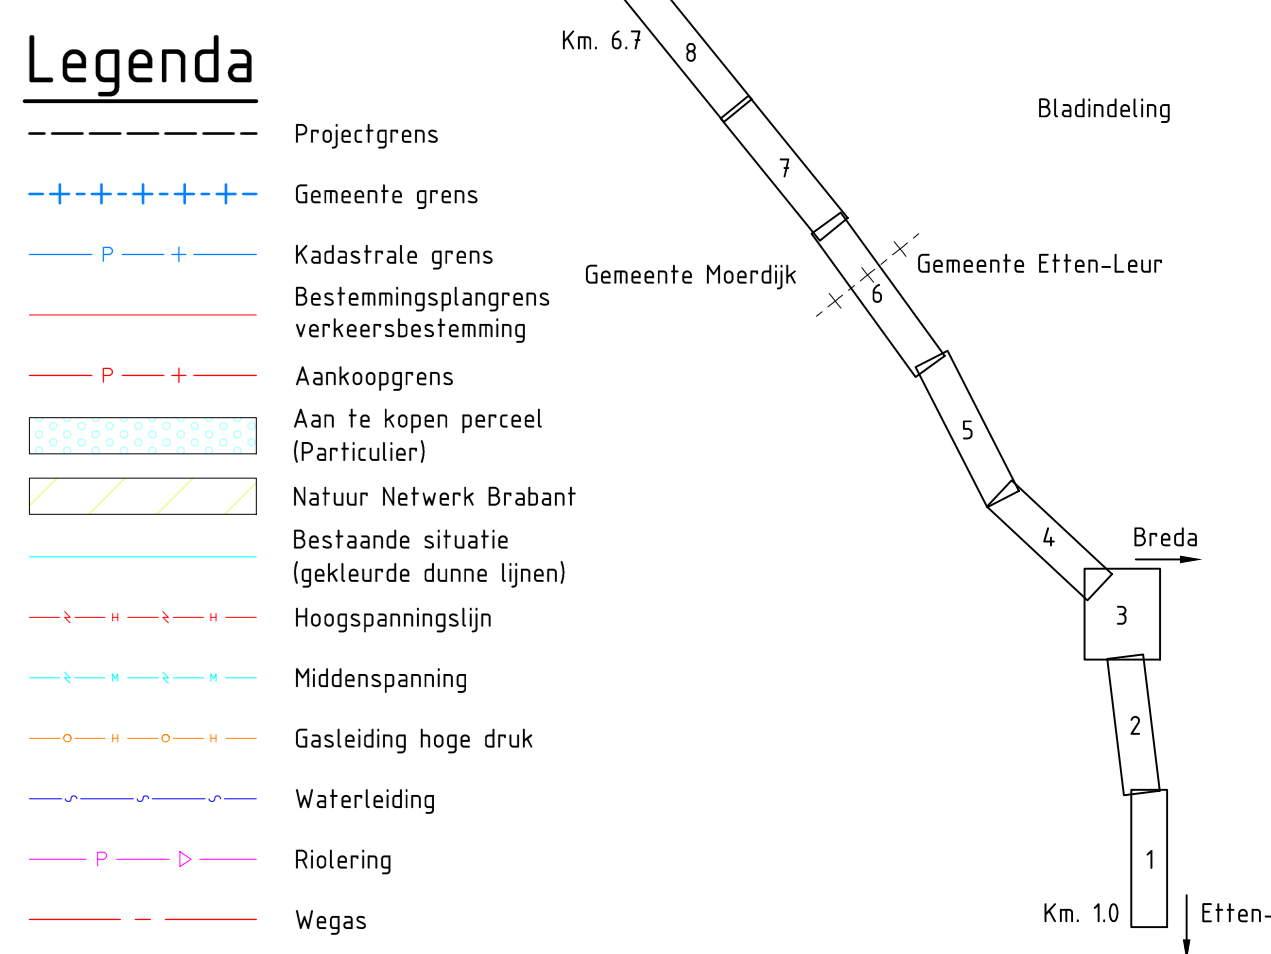 Legenda
Projectgrens
Gemeente grens
P
Kadastrale grens
Bestemmingsplangrens
verkeersbestemming
P
Aankoopgrens
Aan te kopen perceel
(Particulier)
Natuur Netwerk Brabant
Bestaande situatie
(gekleurde dunne lijnen)
H H
Hoogspanningslijn
M M
Middenspanning
H H
Gasleiding hoge druk
Waterleiding
P
Riolering
Wegas
Km. 6.7
8
Bladindeling
7
Gemeente Moerdijk
Gemeente Etten-Leur
6
5
4
Breda
3
2
1
Km. 1.0
Etten-